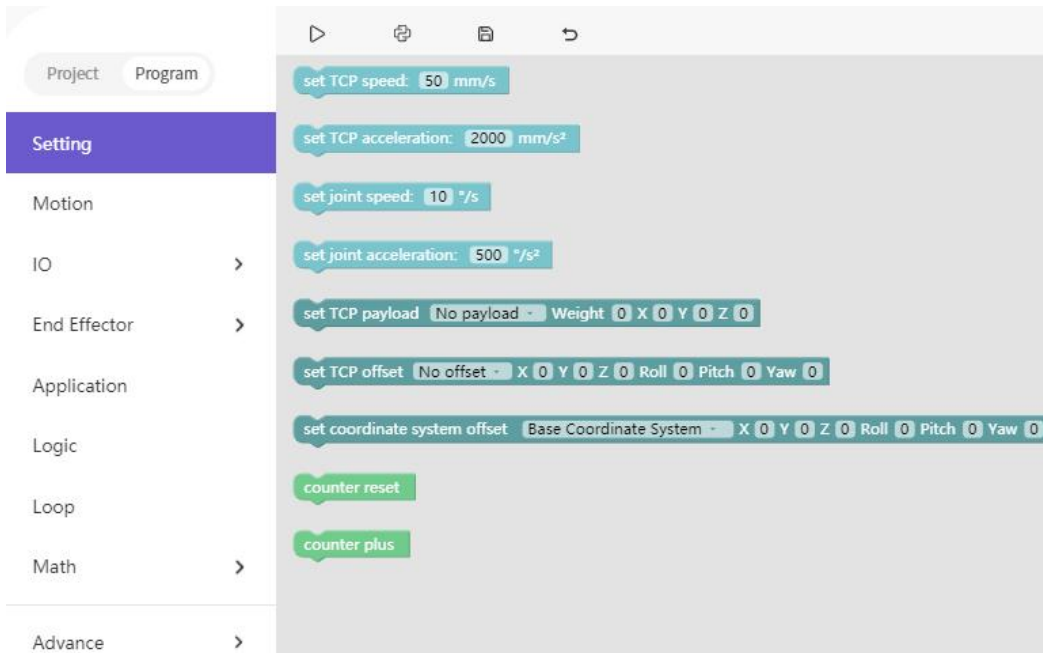 Project Program
Setting
Motion
IO
End Effector
Application
Logic
Loop
Math
Advance
set TCP speed: 50 mm/s
set TCP acceleration: 2000 mm/s²
set joint speed: 10 °/s
set joint acceleration: 500 °/s²
set TCP payload No payload Weight 0 X 0 Y 0 Z 0
set TCP offset No offset X 0 Y 0 Z 0 Roll 0 Pitch 0 Yaw 0
set coordinate system offset Base Coordinate System X 0 Y 0 Z 0 Roll 0 Pitch 0 Yaw 0
counter reset
counter plus